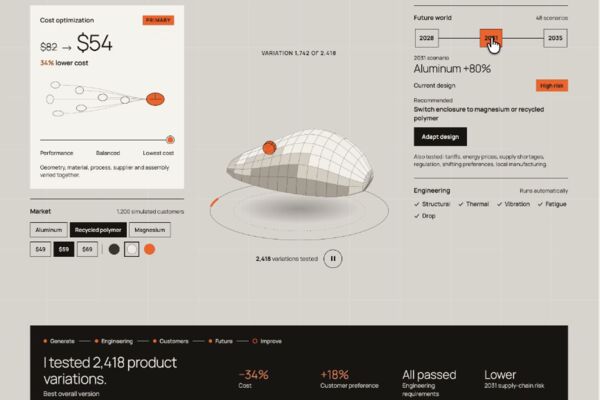 Cost optimization
PRIMARY
$82 → $54
34% lower cost
Performance
Balanced
Lowest cost
Geometry, material, process, supplier and assembly
varied together.
Market
1,200 simulated customers
Aluminum
Recycled polymer
Magnesium
$49
$59
$69
VARIATION 1,742 OF 2,418
2,418 variations tested
Future world
48 scenarios
2028
2035
2031 scenario
Aluminum +80%
Current design
High risk
Recommended
Switch enclosure to magnesium or recycled
polymer
Adapt design
Also tested: tariffs, energy prices, supply shortages,
regulation, shifting preferences, local manufacturing.
Engineering
Runs automatically
✓ Structural
✓ Thermal
✓ Vibration
✓ Fatigue
✓ Drop
Generate
Engineering
Customers
Future
Improve
I tested 2,418 product
variations.
Best overall version
−34%
Cost
+18%
Customer preference
All passed
Engineering
requirements
Lower
2031 supply-chain risk